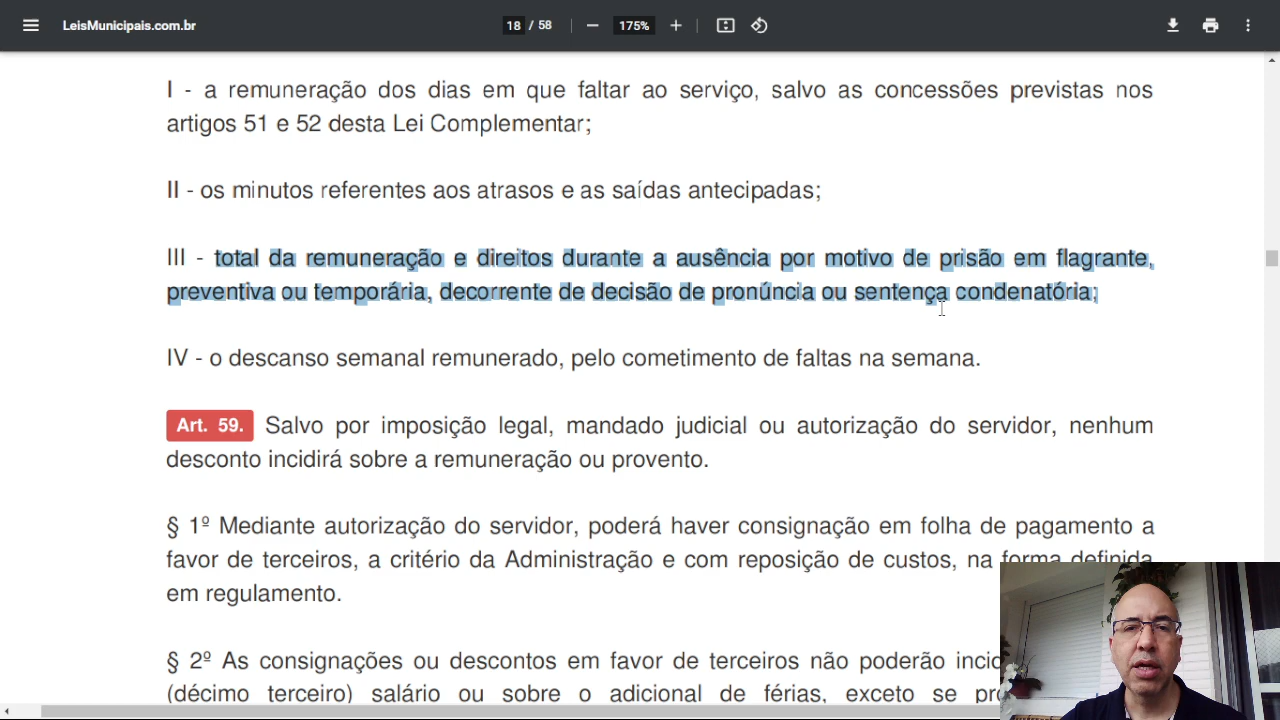 LeisMunicipais.com.br
18 / 58
175%
I - a remuneração dos dias em que faltar ao serviço, salvo as concessões previstas nos
artigos 51 e 52 desta Lei Complementar;
II - os minutos referentes aos atrasos e as saídas antecipadas;
III - total da remuneração e direitos durante a ausência por motivo de prisão em flagrante,
preventiva ou temporária, decorrente de decisão de pronúncia ou sentença condenatória;
IV - o descanso semanal remunerado, pelo cometimento de faltas na semana.
Art. 59. Salvo por imposição legal, mandado judicial ou autorização do servidor, nenhum
desconto incidirá sobre a remuneração ou provento.
§ 1º Mediante autorização do servidor, poderá haver consignação em folha de pagamento a
favor de terceiros, a critério da Administração e com reposição de custos, na forma definida
em regulamento.
§ 2º As consignações ou descontos em favor de terceiros não poderão
(décimo terceiro) salário ou sobre o adicional de férias, exceto se